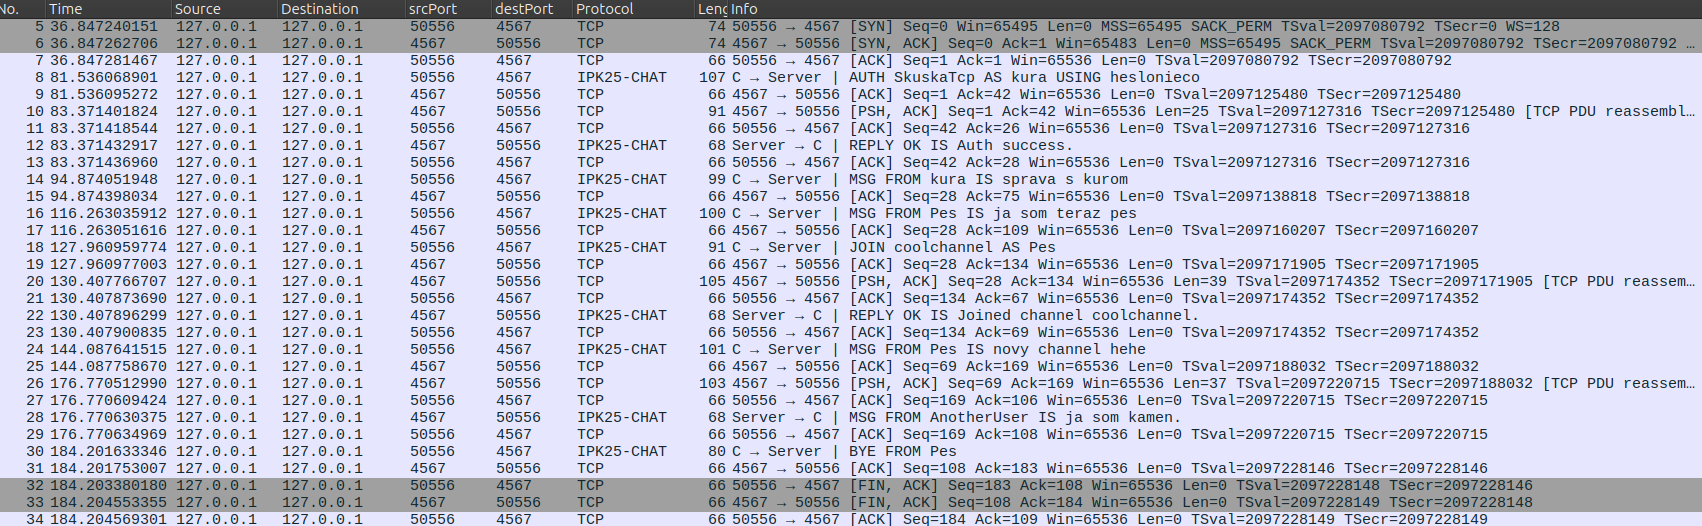 No. Time Source Destination srcPort destPort Protocol Leng Info
5 36.847240151 127.0.0.1 127.0.0.1 50556 4567 TCP 74 50556 → 4567 [SYN] Seq=0 Win=65495 Len=0 MSS=65495 SACK_PERM TSval=2097080792 TSecr=0 WS=128
6 36.847262706 127.0.0.1 127.0.0.1 4567 50556 TCP 74 4567 → 50556 [SYN, ACK] Seq=0 Ack=1 Win=65483 Len=0 MSS=65495 SACK_PERM TSval=2097080792 TSecr=2097080792 …
7 36.847281467 127.0.0.1 127.0.0.1 50556 4567 TCP 66 50556 → 4567 [ACK] Seq=1 Ack=1 Win=65536 Len=0 TSval=2097080792 TSecr=2097080792
8 81.536068901 127.0.0.1 127.0.0.1 50556 4567 IPK25-CHAT 107 C → Server | AUTH SkuskaTcp AS kura USING heslonieco
9 81.536095272 127.0.0.1 127.0.0.1 4567 50556 TCP 66 4567 → 50556 [ACK] Seq=1 Ack=42 Win=65536 Len=0 TSval=2097125480 TSecr=2097125480
10 83.371401824 127.0.0.1 127.0.0.1 4567 50556 TCP 91 4567 → 50556 [PSH, ACK] Seq=1 Ack=42 Win=65536 Len=25 TSval=2097127316 TSecr=2097125480 [TCP PDU reassembl…
11 83.371418544 127.0.0.1 127.0.0.1 50556 4567 TCP 66 50556 → 4567 [ACK] Seq=42 Ack=26 Win=65536 Len=0 TSval=2097127316 TSecr=2097127316
12 83.371432917 127.0.0.1 127.0.0.1 4567 50556 IPK25-CHAT 68 Server → C | REPLY OK IS Auth success.
13 83.371436960 127.0.0.1 127.0.0.1 50556 4567 TCP 66 50556 → 4567 [ACK] Seq=42 Ack=28 Win=65536 Len=0 TSval=2097127316 TSecr=2097127316
14 94.874051948 127.0.0.1 127.0.0.1 50556 4567 IPK25-CHAT 99 C → Server | MSG FROM kura IS sprava s kurom
15 94.874398034 127.0.0.1 127.0.0.1 4567 50556 TCP 66 4567 → 50556 [ACK] Seq=28 Ack=75 Win=65536 Len=0 TSval=2097138818 TSecr=2097138818
16 116.263035912 127.0.0.1 127.0.0.1 50556 4567 IPK25-CHAT 100 C → Server | MSG FROM Pes IS ja som teraz pes
17 116.263051616 127.0.0.1 127.0.0.1 4567 50556 TCP 66 4567 → 50556 [ACK] Seq=28 Ack=109 Win=65536 Len=0 TSval=2097160207 TSecr=2097160207
18 127.960959774 127.0.0.1 127.0.0.1 50556 4567 IPK25-CHAT 91 C → Server | JOIN coolchannel AS Pes
19 127.960977003 127.0.0.1 127.0.0.1 4567 50556 TCP 66 4567 → 50556 [ACK] Seq=28 Ack=134 Win=65536 Len=0 TSval=2097171905 TSecr=2097171905
20 130.407766707 127.0.0.1 127.0.0.1 4567 50556 TCP 105 4567 → 50556 [PSH, ACK] Seq=28 Ack=134 Win=65536 Len=39 TSval=2097174352 TSecr=2097171905 [TCP PDU reassem…
21 130.407873690 127.0.0.1 127.0.0.1 50556 4567 TCP 66 50556 → 4567 [ACK] Seq=134 Ack=67 Win=65536 Len=0 TSval=2097174352 TSecr=2097174352
22 130.407896299 127.0.0.1 127.0.0.1 4567 50556 IPK25-CHAT 68 Server → C | REPLY OK IS Joined channel coolchannel.
23 130.407900835 127.0.0.1 127.0.0.1 50556 4567 TCP 66 50556 → 4567 [ACK] Seq=134 Ack=69 Win=65536 Len=0 TSval=2097174352 TSecr=2097174352
24 144.087641515 127.0.0.1 127.0.0.1 50556 4567 IPK25-CHAT 101 C → Server | MSG FROM Pes IS novy channel hehe
25 144.087758670 127.0.0.1 127.0.0.1 4567 50556 TCP 66 4567 → 50556 [ACK] Seq=69 Ack=169 Win=65536 Len=0 TSval=2097188032 TSecr=2097188032
26 176.770512990 127.0.0.1 127.0.0.1 4567 50556 TCP 103 4567 → 50556 [PSH, ACK] Seq=69 Ack=169 Win=65536 Len=37 TSval=2097220715 TSecr=2097188032 [TCP PDU reassem…
27 176.770609424 127.0.0.1 127.0.0.1 50556 4567 TCP 66 50556 → 4567 [ACK] Seq=169 Ack=106 Win=65536 Len=0 TSval=2097220715 TSecr=2097220715
28 176.770630375 127.0.0.1 127.0.0.1 4567 50556 IPK25-CHAT 68 Server → C | MSG FROM AnotherUser IS ja som kamen.
29 176.770634969 127.0.0.1 127.0.0.1 50556 4567 TCP 66 50556 → 4567 [ACK] Seq=169 Ack=108 Win=65536 Len=0 TSval=2097220715 TSecr=2097220715
30 184.201633346 127.0.0.1 127.0.0.1 50556 4567 IPK25-CHAT 80 C → Server | BYE FROM Pes
31 184.201753007 127.0.0.1 127.0.0.1 4567 50556 TCP 66 4567 → 50556 [ACK] Seq=108 Ack=183 Win=65536 Len=0 TSval=2097228146 TSecr=2097228146
32 184.203380180 127.0.0.1 127.0.0.1 50556 4567 TCP 66 50556 → 4567 [FIN, ACK] Seq=183 Ack=108 Win=65536 Len=0 TSval=2097228148 TSecr=2097228146
33 184.204553355 127.0.0.1 127.0.0.1 4567 50556 TCP 66 4567 → 50556 [FIN, ACK] Seq=108 Ack=184 Win=65536 Len=0 TSval=2097228149 TSecr=2097228148
34 184.204569301 127.0.0.1 127.0.0.1 50556 4567 TCP 66 50556 → 4567 [ACK] Seq=184 Ack=109 Win=65536 Len=0 TSval=2097228149 TSecr=2097228149